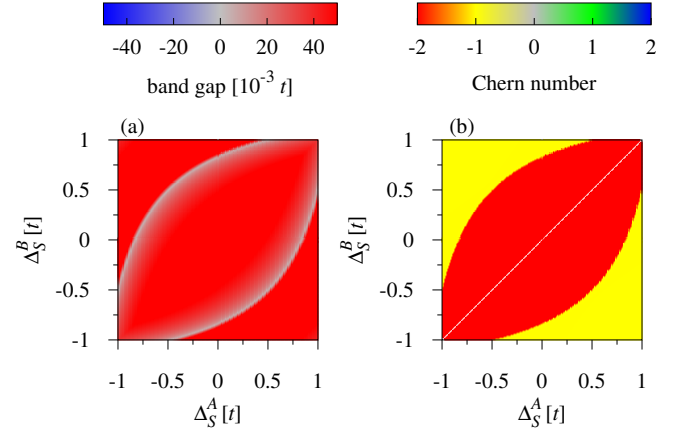 -40 -20 0 20 40
-2 -1 0 1 2
band gap [10⁻³ t]
Chern number
(a)
(b)
1
0.5
0
-0.5
-1
Δ_S^B [t]
-1 -0.5 0 0.5 1
Δ_S^A [t]
1
0.5
0
-0.5
-1
Δ_S^B [t]
-1 -0.5 0 0.5 1
Δ_S^A [t]